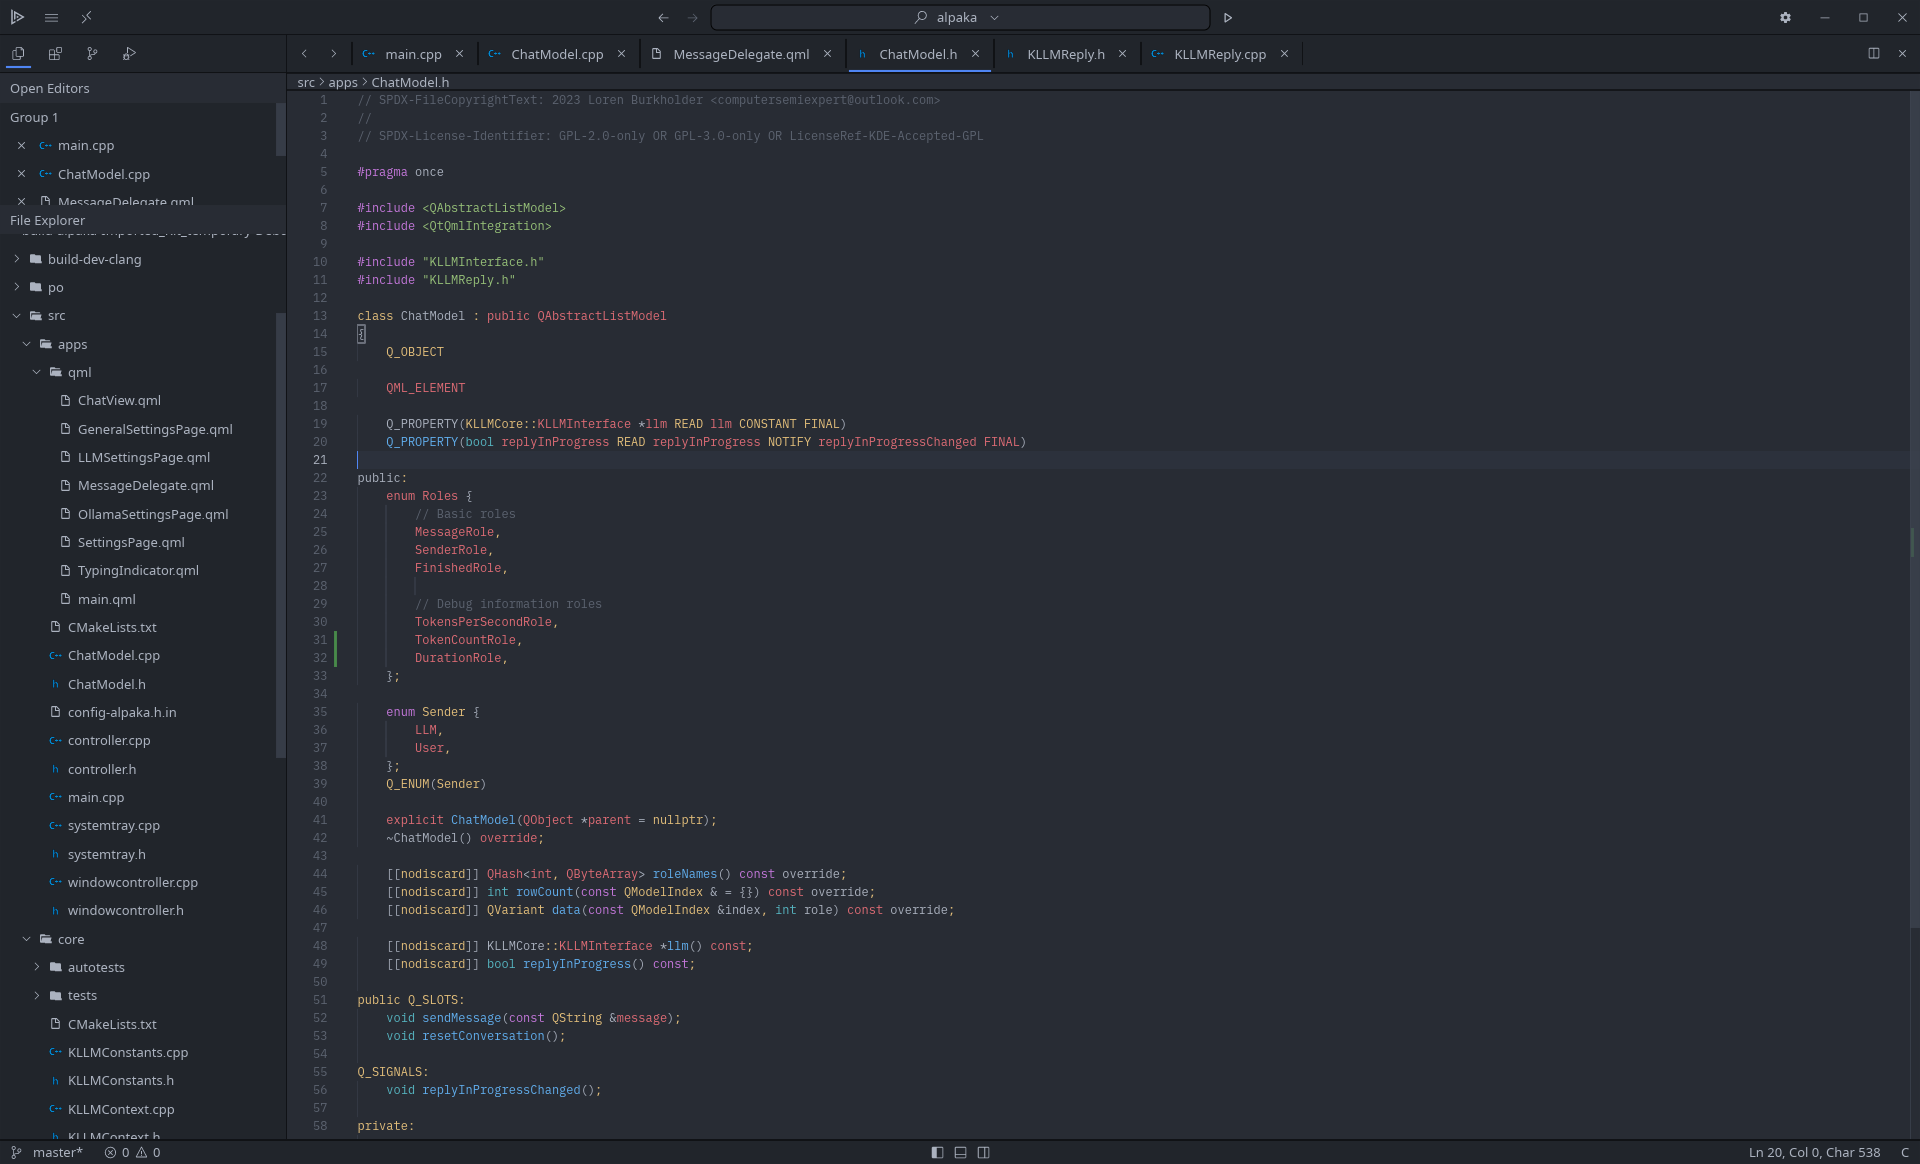 alpaka
main.cpp
ChatModel.cpp
MessageDelegate.qml
ChatModel.h
KLLMReply.h
KLLMReply.cpp
src > apps > ChatModel.h
Open Editors
Group 1
main.cpp
ChatModel.cpp
MessageDelegate.qml
File Explorer
build-dev-clang
po
src
apps
qml
ChatView.qml
GeneralSettingsPage.qml
LLMSettingsPage.qml
MessageDelegate.qml
OllamaSettingsPage.qml
SettingsPage.qml
TypingIndicator.qml
main.qml
CMakeLists.txt
C++ ChatModel.cpp
h ChatModel.h
config-alpaka.h.in
C++ controller.cpp
h controller.h
C++ main.cpp
C++ systemtray.cpp
h systemtray.h
C++ windowcontroller.cpp
h windowcontroller.h
core
autotests
tests
CMakeLists.txt
C++ KLLMConstants.cpp
h KLLMConstants.h
C++ KLLMContext.cpp
h KLLMContext.h
1 // SPDX-FileCopyrightText: 2023 Loren Burkholder <computersemiexpert@outlook.com>
2 //
3 // SPDX-License-Identifier: GPL-2.0-only OR GPL-3.0-only OR LicenseRef-KDE-Accepted-GPL
4
5 #pragma once
6
7 #include <QAbstractListModel>
8 #include <QtQmlIntegration>
9
10 #include "KLLMInterface.h"
11 #include "KLLMReply.h"
12
13 class ChatModel : public QAbstractListModel
14 {
15 Q_OBJECT
16
17 QML_ELEMENT
18
19 Q_PROPERTY(KLLMCore::KLLMInterface *llm READ llm CONSTANT FINAL)
20 Q_PROPERTY(bool replyInProgress READ replyInProgress NOTIFY replyInProgressChanged FINAL)
21
22 public:
23 enum Roles {
24 // Basic roles
25 MessageRole,
26 SenderRole,
27 FinishedRole,
28
29 // Debug information roles
30 TokensPerSecondRole,
31 TokenCountRole,
32 DurationRole,
33 };
34
35 enum Sender {
36 LLM,
37 User,
38 };
39 Q_ENUM(Sender)
40
41 explicit ChatModel(QObject *parent = nullptr);
42 ~ChatModel() override;
43
44 [[nodiscard]] QHash<int, QByteArray> roleNames() const override;
45 [[nodiscard]] int rowCount(const QModelIndex & = {}) const override;
46 [[nodiscard]] QVariant data(const QModelIndex &index, int role) const override;
47
48 [[nodiscard]] KLLMCore::KLLMInterface *llm() const;
49 [[nodiscard]] bool replyInProgress() const;
50
51 public Q_SLOTS:
52 void sendMessage(const QString &message);
53 void resetConversation();
54
55 Q_SIGNALS:
56 void replyInProgressChanged();
57
58 private:
master* 0 0
Ln 20, Col 0, Char 538 C